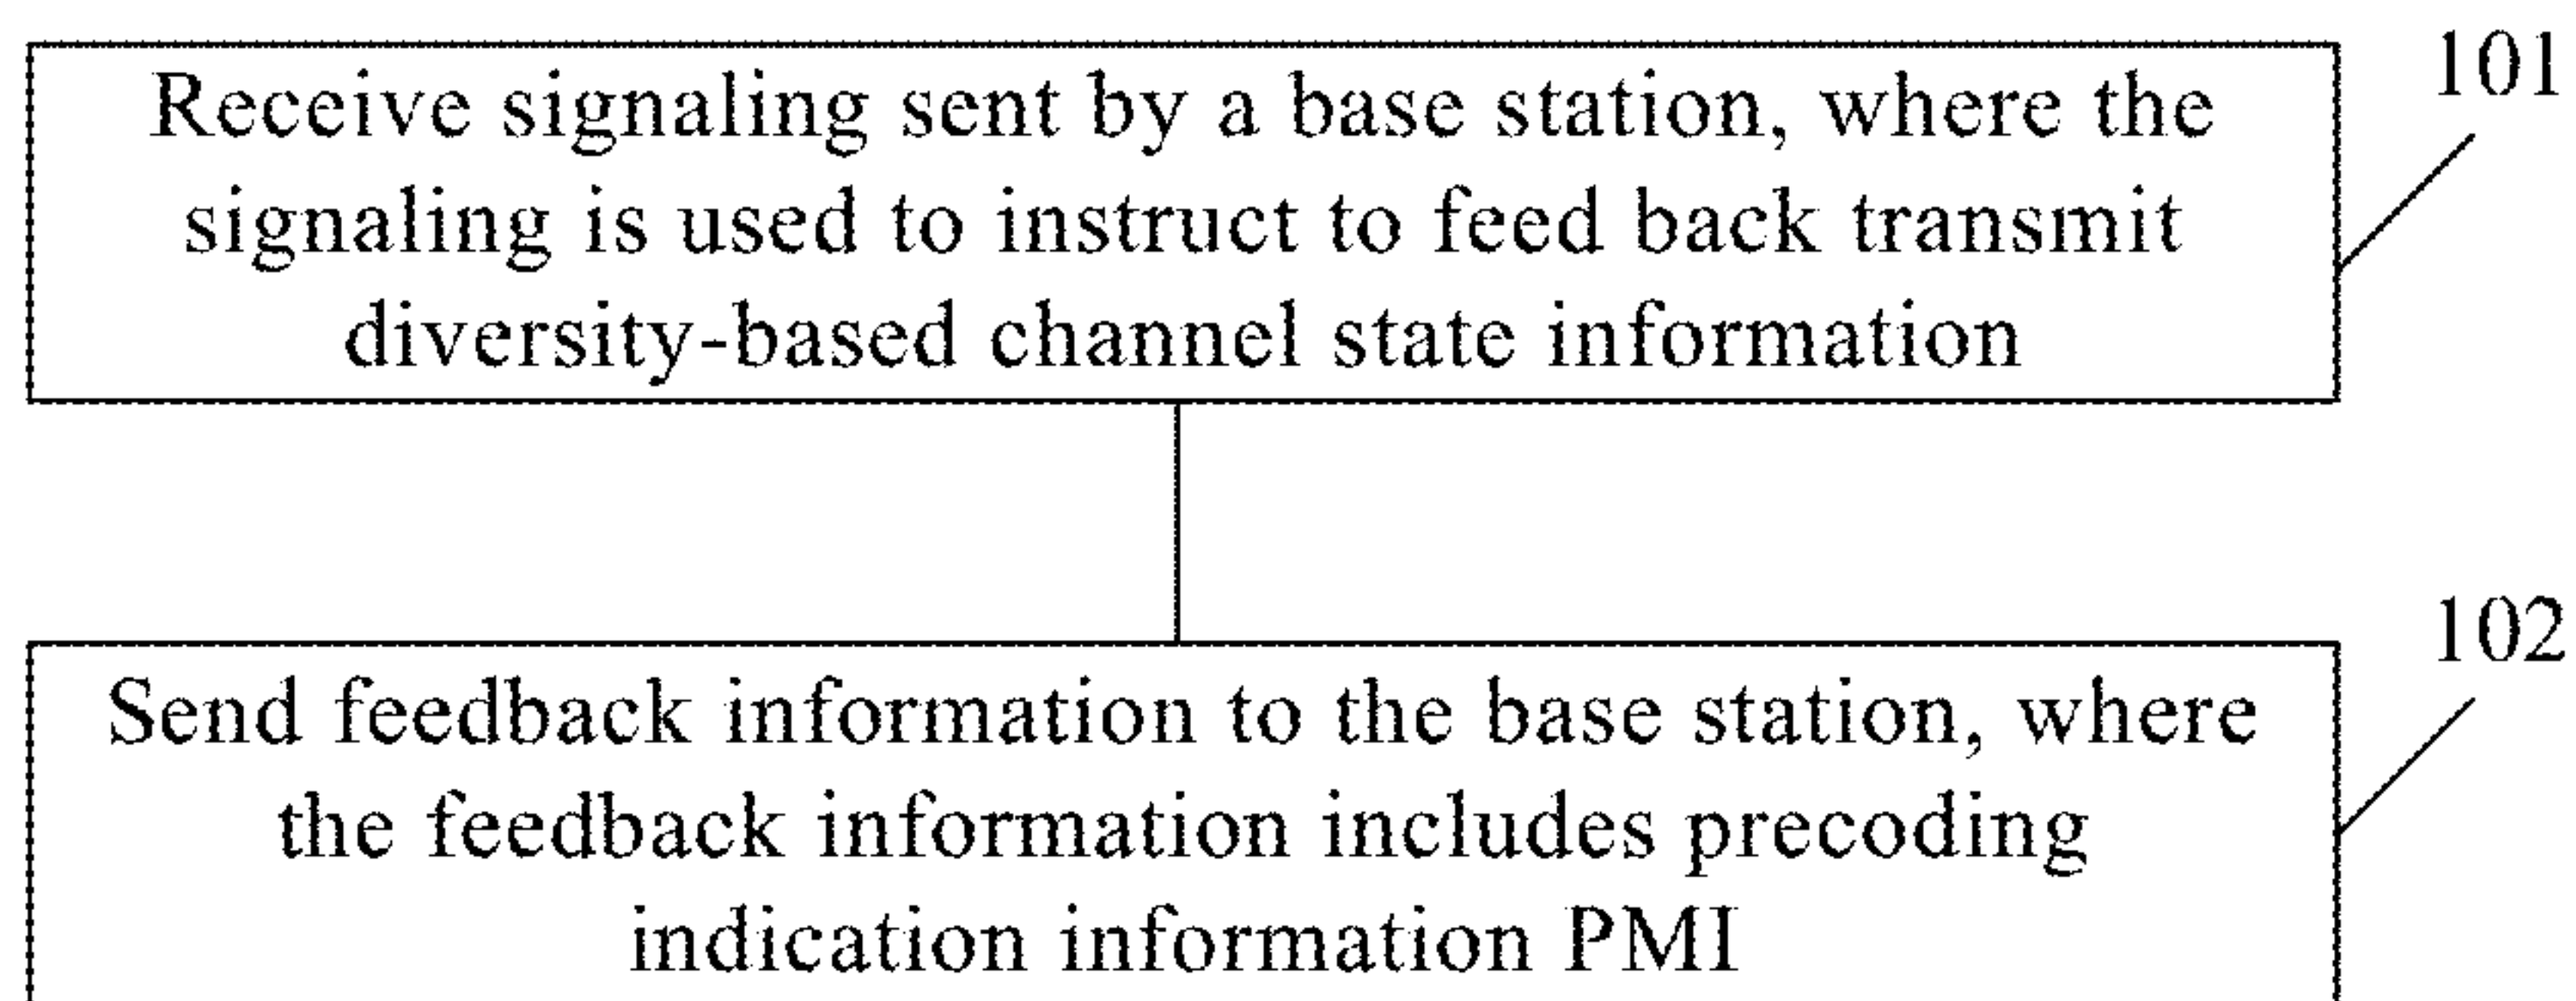 Receive signaling sent by a base station, where the
signaling is used to instruct to feed back transmit
diversity-based channel state information
101
Send feedback information to the base station, where
the feedback information includes precoding
indication information PMI
102